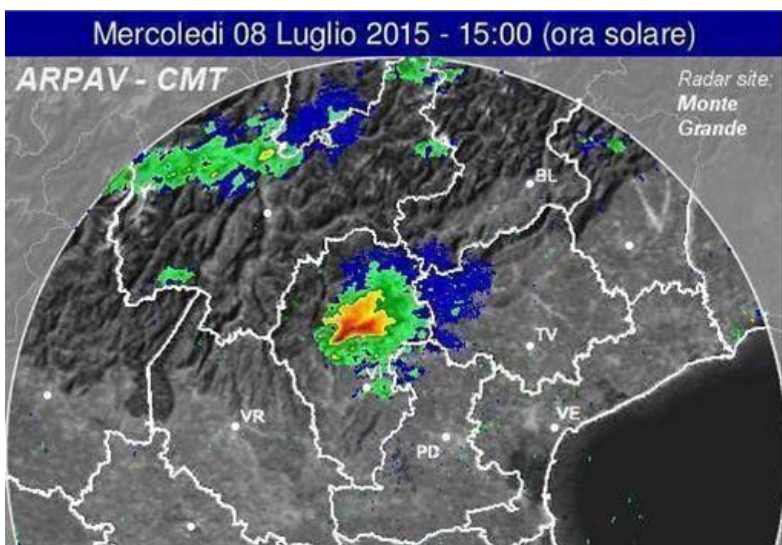 Mercoledi 08 Luglio 2015 - 15:00 (ora solare)
ARPAV - CMT
Radar site:
Monte
Grande
BL
TV
VI
VR
VE
PD